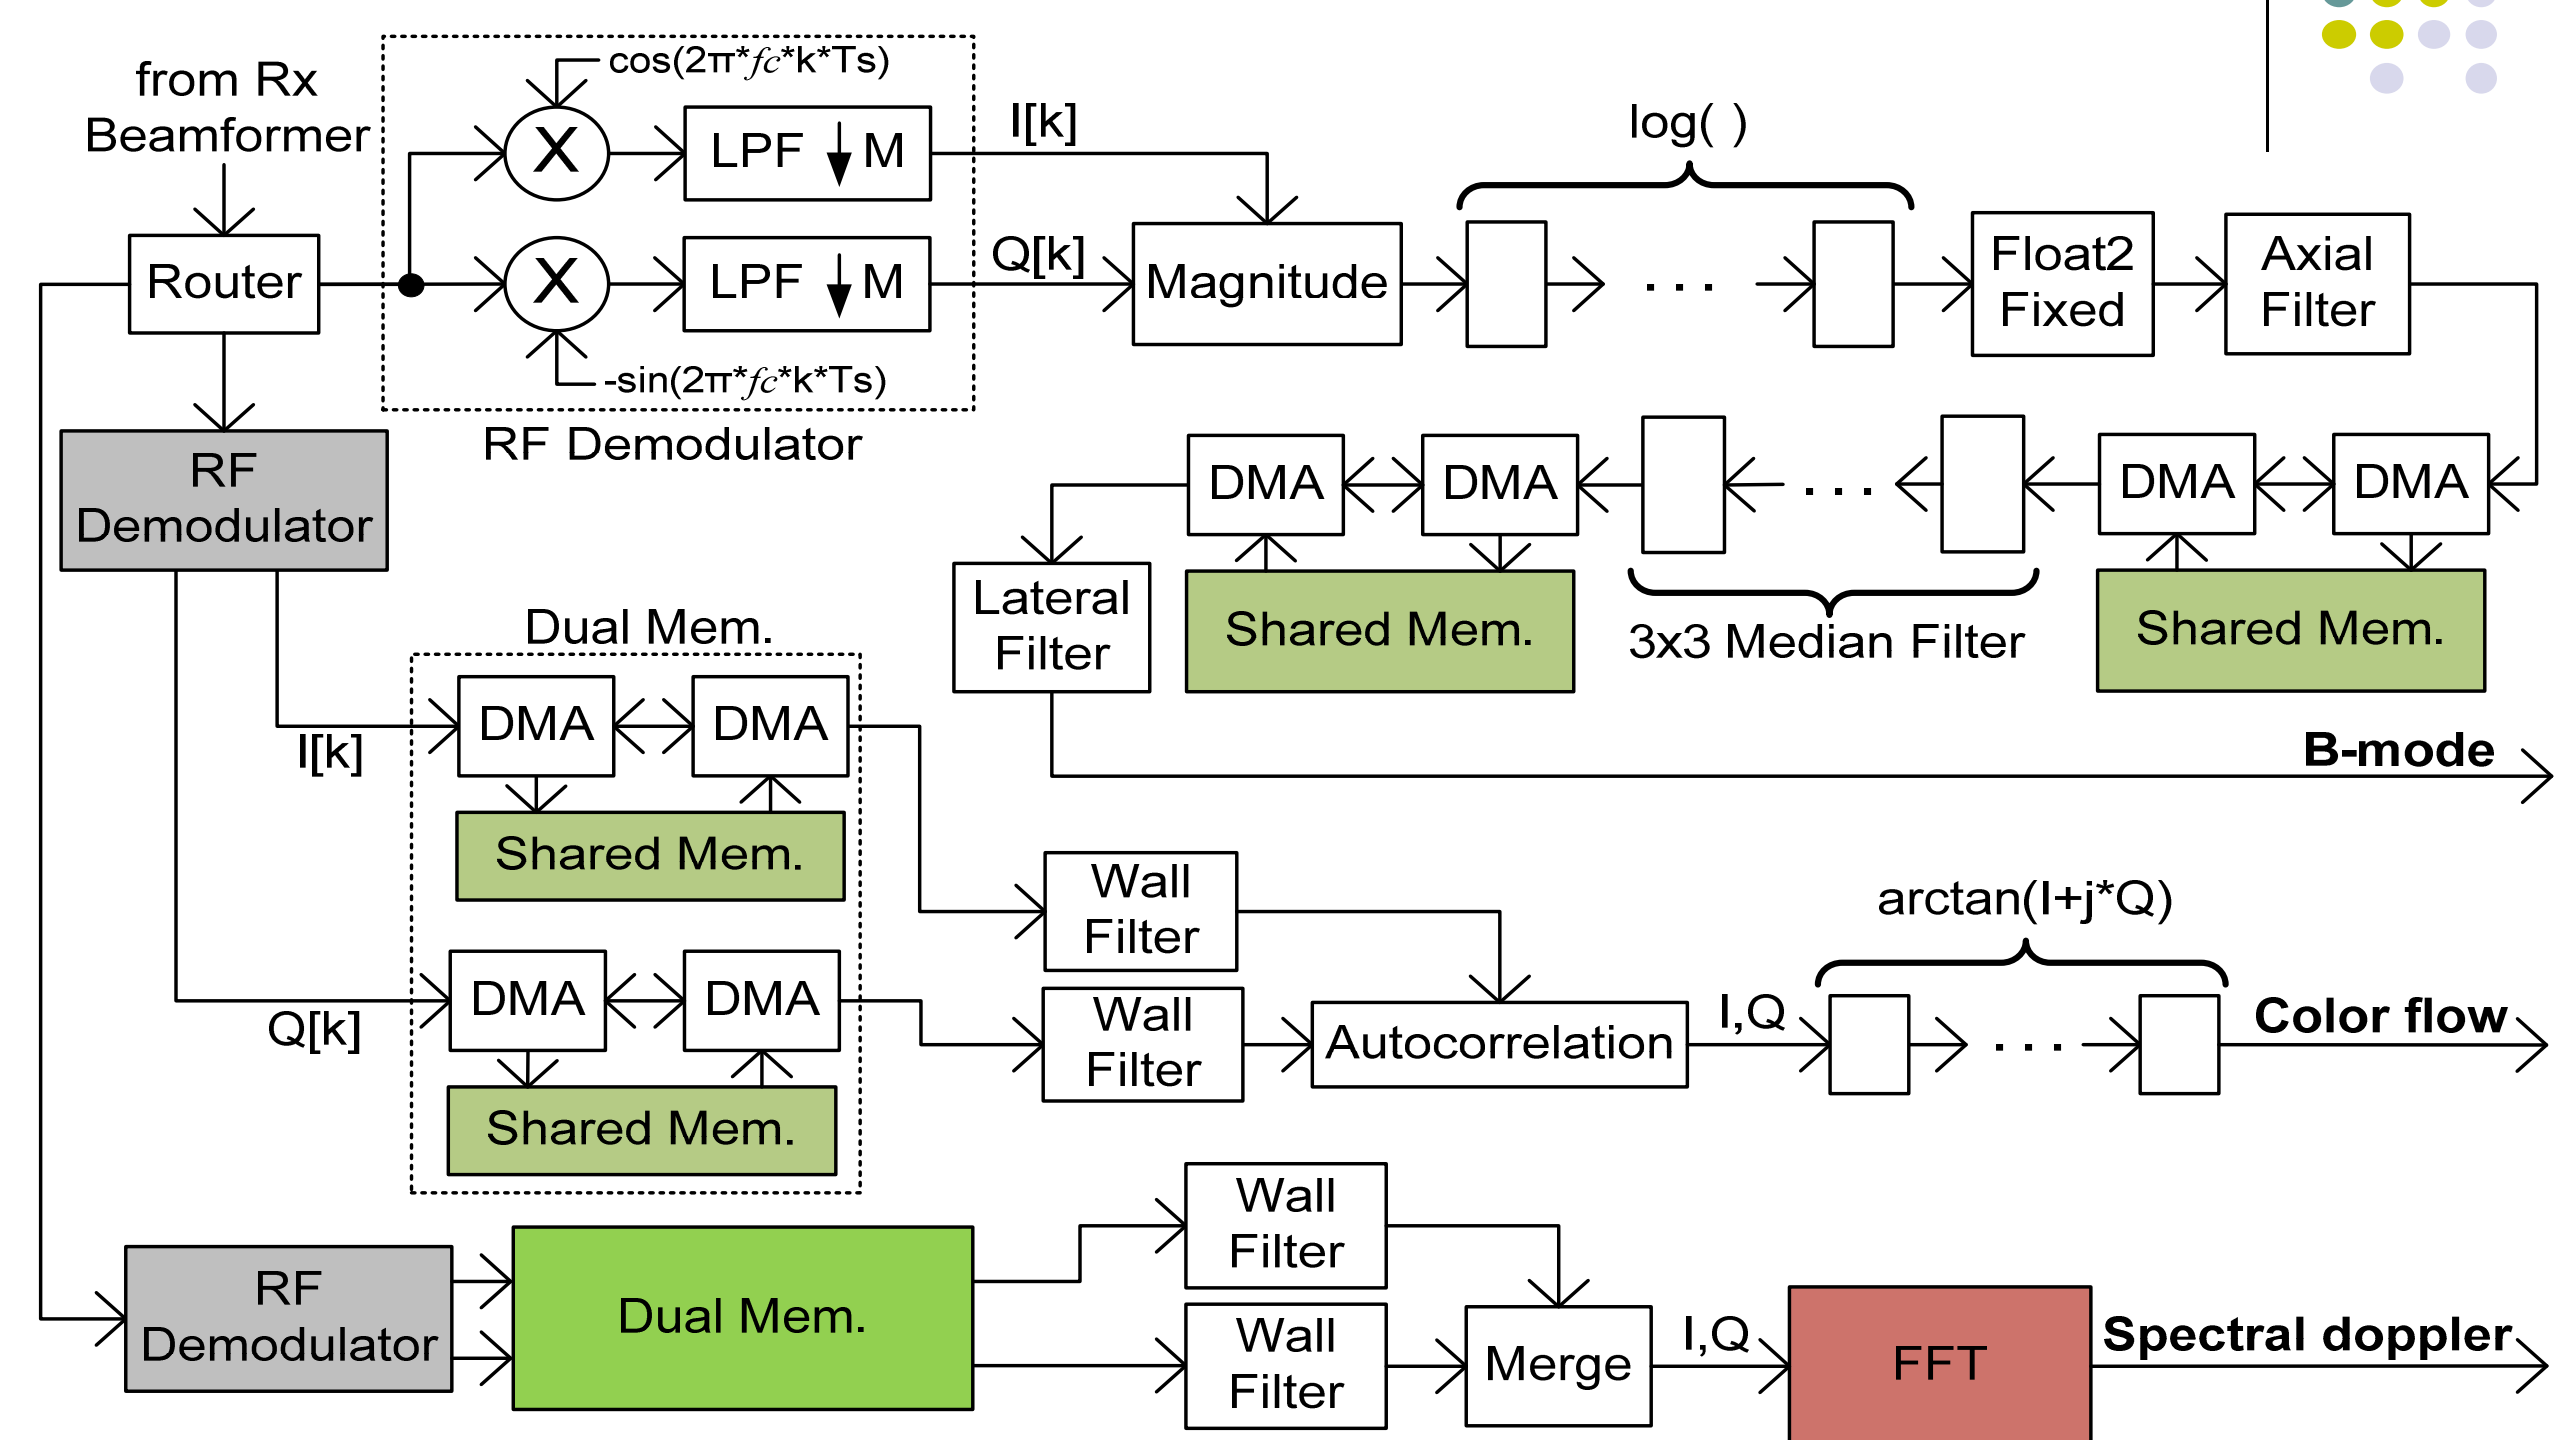 from Rx
Beamformer
cos(2π*fc*k*Ts)
X
LPF
M
I[k]
log( )
Router
X
LPF
M
Q[k]
Magnitude
. . .
Float2
Fixed
Axial
Filter
-sin(2π*fc*k*Ts)
RF Demodulator
RF
Demodulator
DMA
DMA
. . .
DMA
DMA
Lateral
Filter
Shared Mem.
3x3 Median Filter
Shared Mem.
Dual Mem.
I[k]
DMA
DMA
B-mode
Shared Mem.
Wall
Filter
arctan(I+j*Q)
Q[k]
DMA
DMA
Wall
Filter
Autocorrelation
I,Q
. . .
Color flow
Shared Mem.
Wall
Filter
RF
Demodulator
Dual Mem.
Wall
Filter
Merge
I,Q
FFT
Spectral doppler